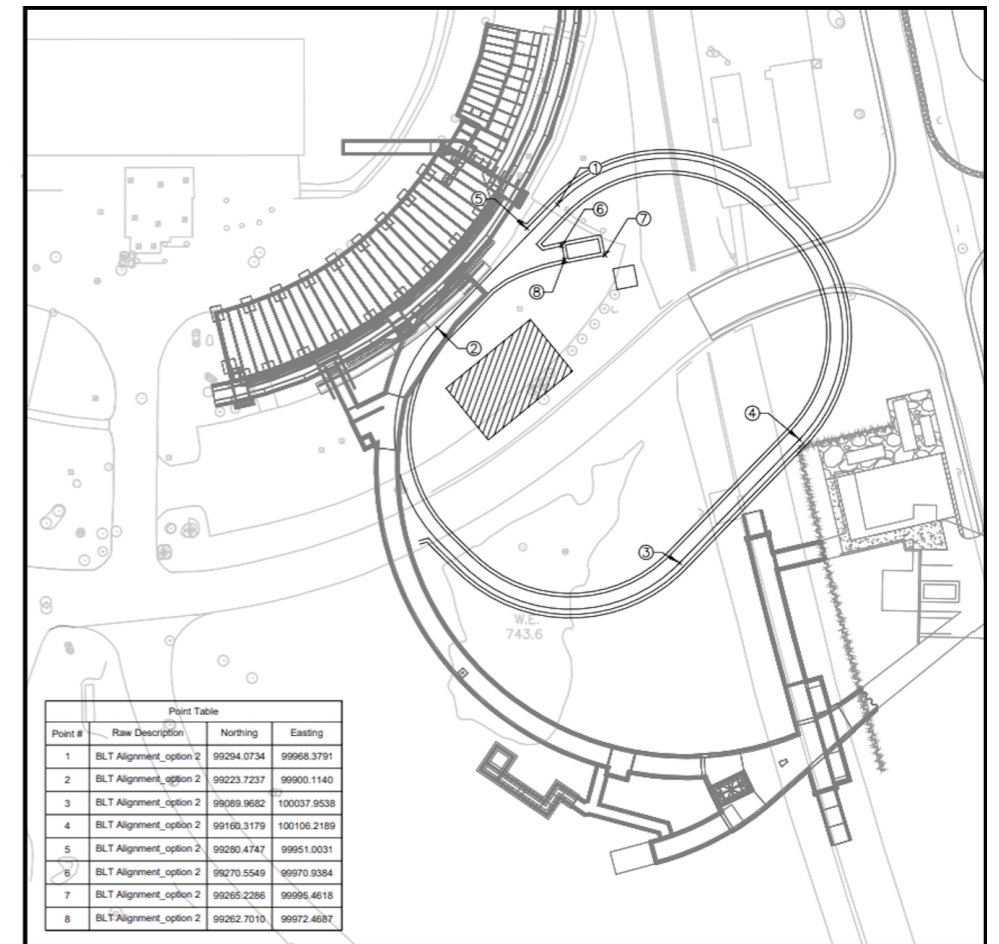 1
5
6
7
8
2
4
3
W.E.
743.6
Point Table
Point # Raw Description Northing Easting
1 BLT Alignment_option 2 99294.0734 99968.3791
2 BLT Alignment_option 2 99223.7237 99900.1140
3 BLT Alignment_option 2 99089.9682 100037.9538
4 BLT Alignment_option 2 99160.3179 100106.2189
5 BLT Alignment_option 2 99280.4747 99951.0031
6 BLT Alignment_option 2 99270.5549 99970.9384
7 BLT Alignment_option 2 99265.2286 99995.4618
8 BLT Alignment_option 2 99262.7010 99972.4687